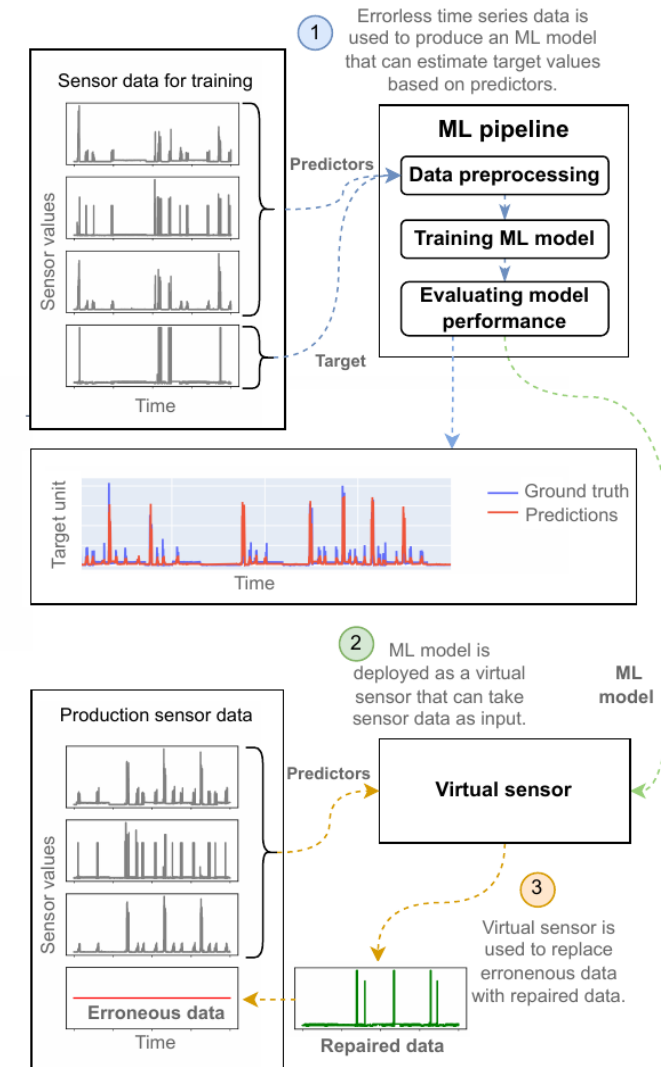 1
Errorless time series data is
used to produce an ML model
that can estimate target values
based on predictors.
Sensor data for training
Sensor values
Time
Predictors
Target
ML pipeline
Data preprocessing
Training ML model
Evaluating model
performance
Target unit
Time
Ground truth
Predictions
2
ML model is
deployed as a virtual
sensor that can take
sensor data as input.
ML
model
Production sensor data
Sensor values
Predictors
Virtual sensor
3
Virtual sensor is
used to replace
erronenous data
with repaired data.
Erroneous data
Time
Repaired data